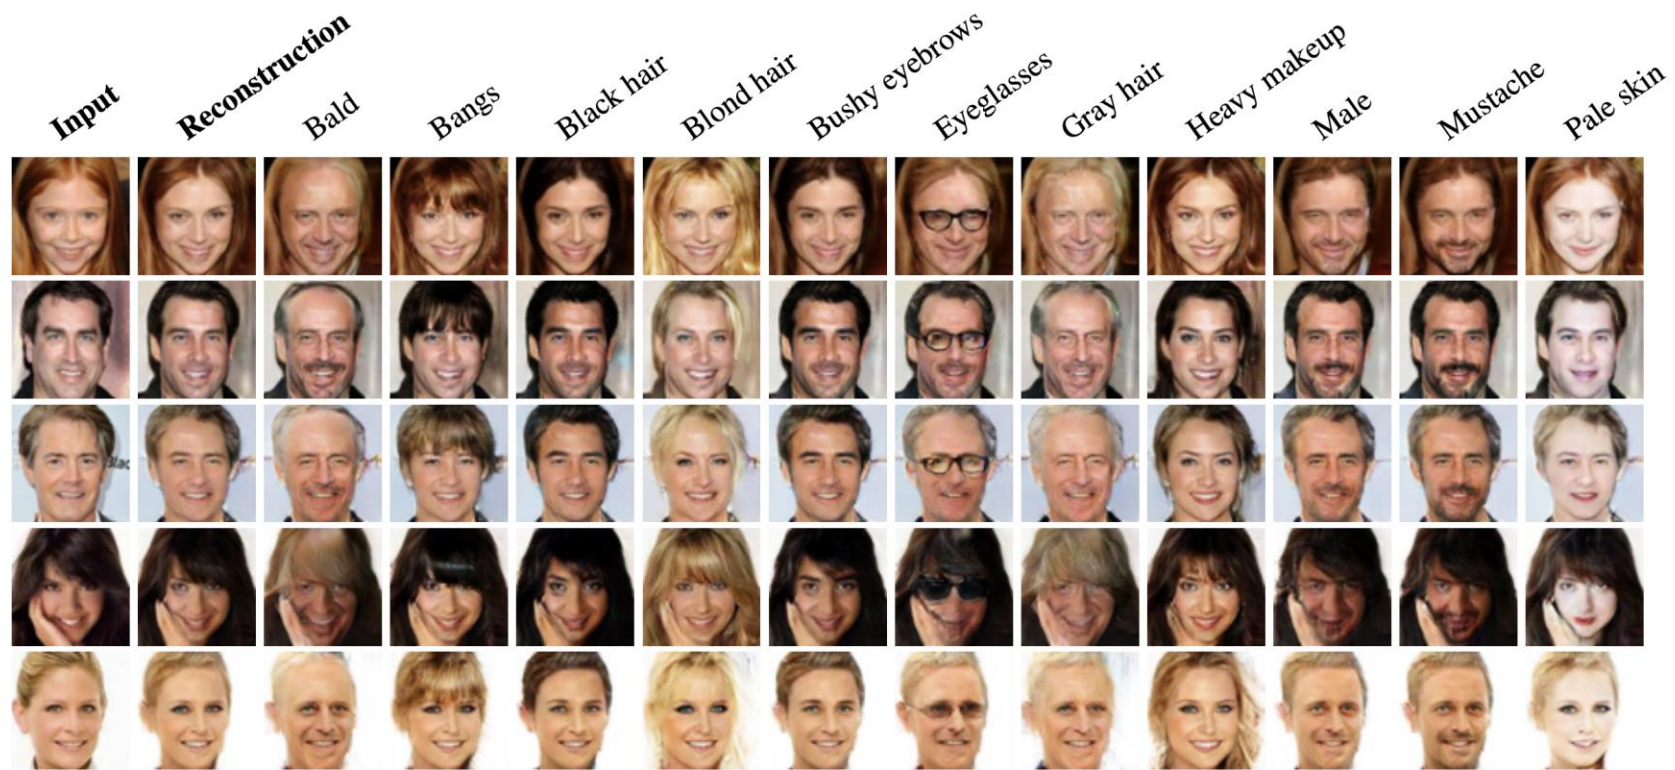 Input
Reconstruction
Bald
Bangs
Black hair
Blond hair
Bushy eyebrows
Eyeglasses
Gray hair
Heavy makeup
Male
Mustache
Pale skin
Blac